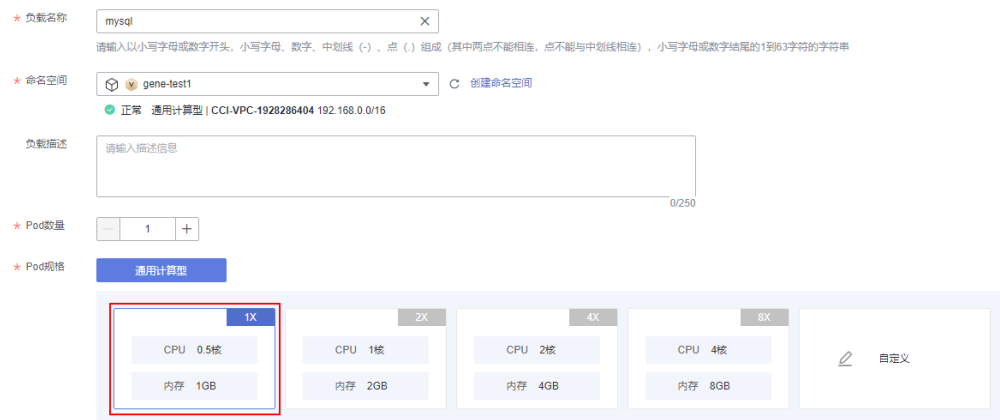 * 负载名称 mysql
请输入以小写字母或数字开头，小写字母、数字、中划线（-）、点（.）组成（其中两点不能相连，点不能与中划线相连），小写字母或数字结尾的1到63字符的字符串
* 命名空间 gene-test1 创建命名空间
正常 通用计算型 | CCI-VPC-1928286404 192.168.0.0/16
负载描述 请输入描述信息
0/250
* Pod数量 1
* Pod规格 通用计算型
1X 2X 4X 8X
CPU 0.5核 CPU 1核 CPU 2核 CPU 4核 自定义
内存 1GB 内存 2GB 内存 4GB 内存 8GB